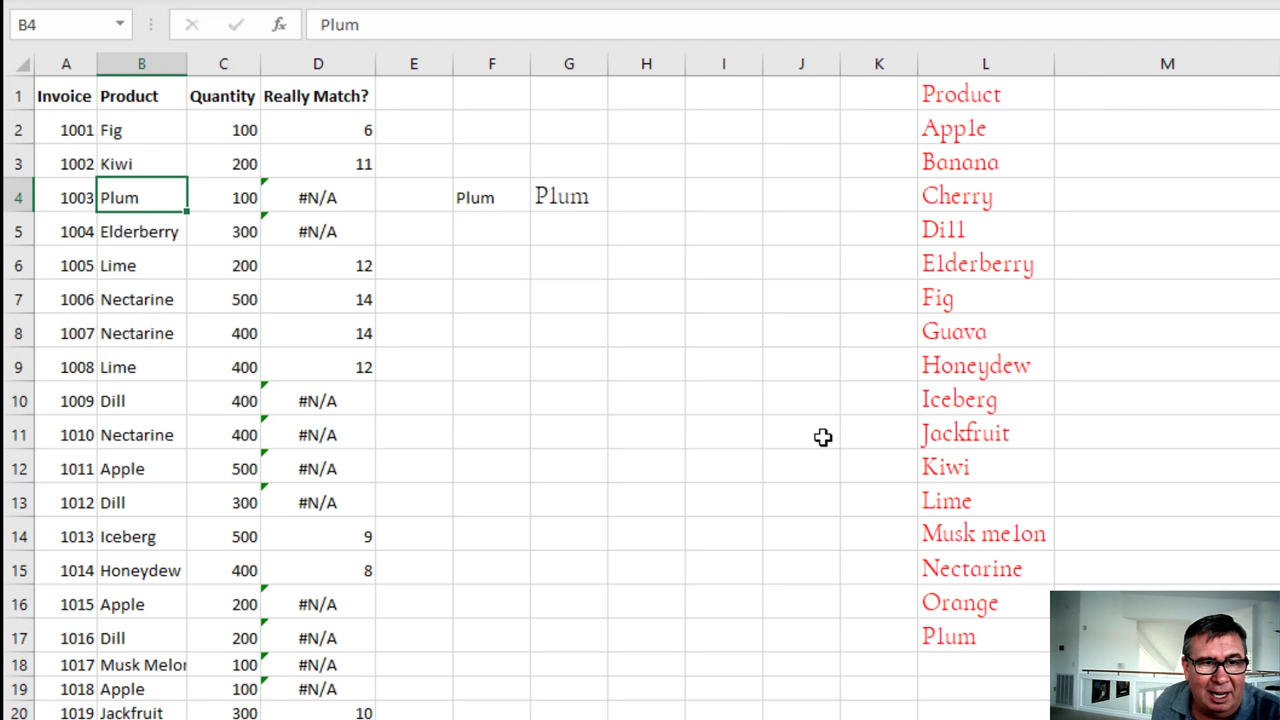 B4 fx Plum
A B C D E F G H I J K L M
1 Invoice Product Quantity Really Match? Product
2 1001 Fig 100 6 Apple
3 1002 Kiwi 200 11 Banana
4 1003 Plum 100 #N/A Plum Plum Cherry
5 1004 Elderberry 300 #N/A Dill
6 1005 Lime 200 12 Elderberry
7 1006 Nectarine 500 14 Fig
8 1007 Nectarine 400 14 Guava
9 1008 Lime 400 12 Honeydew
10 1009 Dill 400 #N/A Iceberg
11 1010 Nectarine 400 #N/A Jackfruit
12 1011 Apple 500 #N/A Kiwi
13 1012 Dill 300 #N/A Lime
14 1013 Iceberg 500 9 Musk melon
15 1014 Honeydew 400 8 Nectarine
16 1015 Apple 200 #N/A Orange
17 1016 Dill 200 #N/A Plum
18 1017 Musk Melon 100 #N/A
19 1018 Apple 100 #N/A
20 1019 Jackfruit 300 10